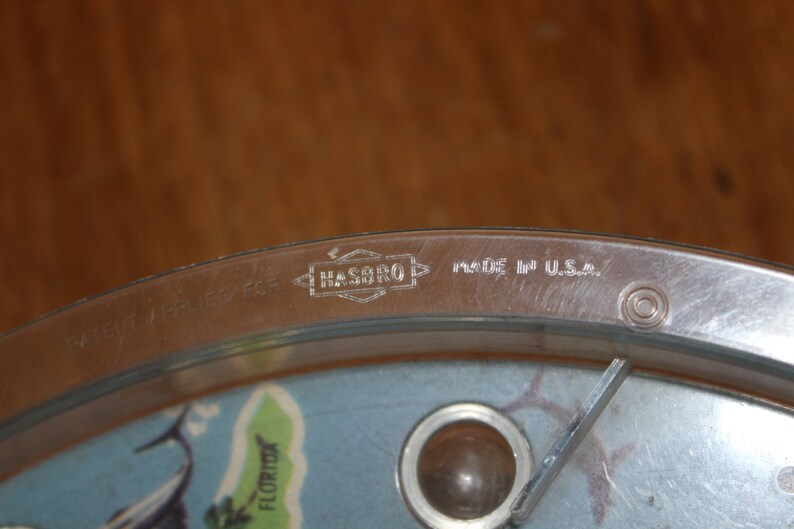 PATENT APPLIED FOR HASBRO MADE IN U.S.A.
FLORIDA